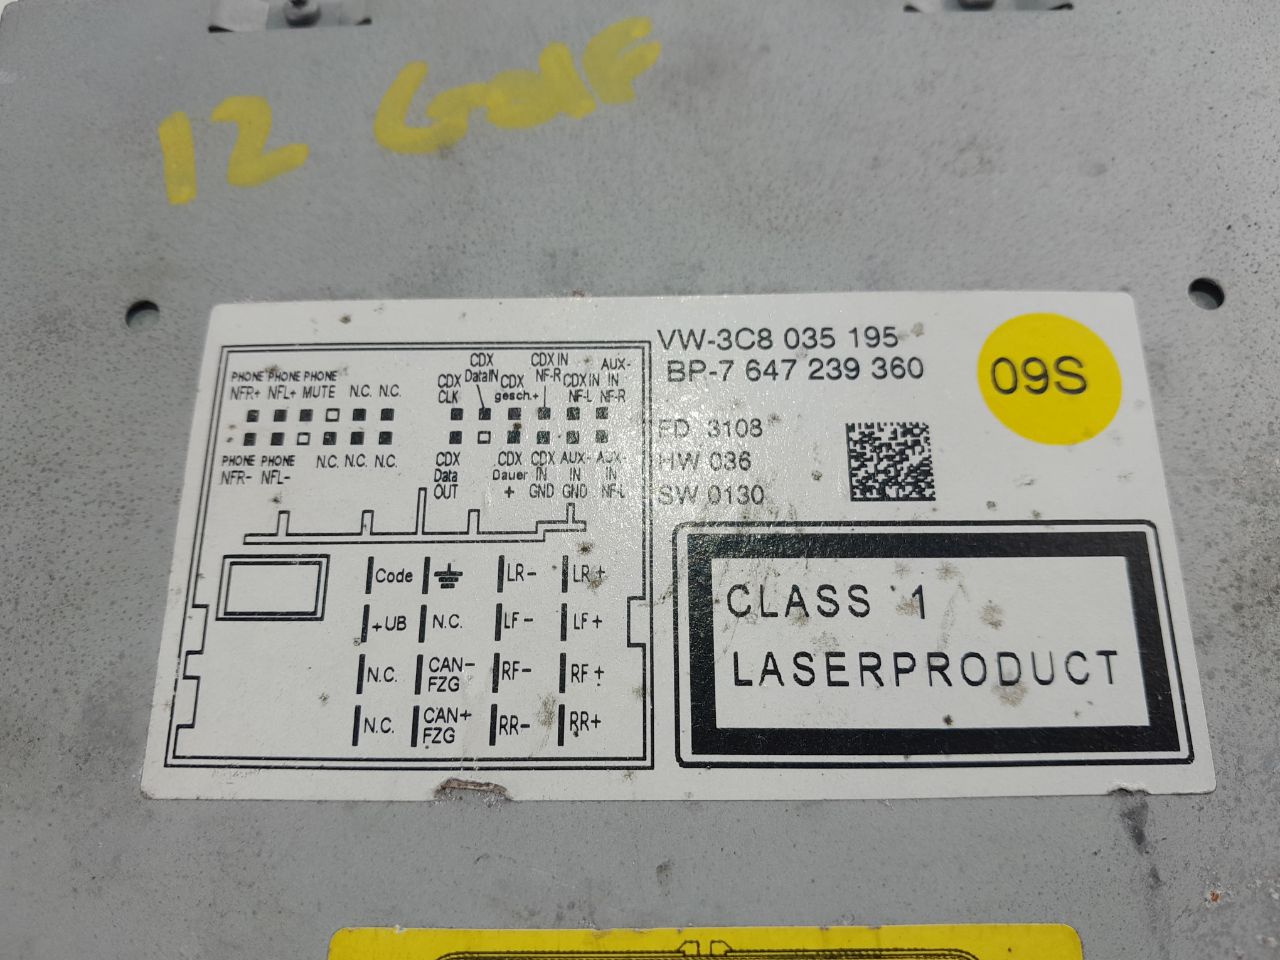 12 Golf
VW-3C8 035 195
BP-7 647 239 360
09S
FD 3108
HW 036
SW 0130
CLASS 1
LASERPRODUCT
PHONE NFR+
PHONE NFL+
PHONE MUTE
N.C.
N.C.
CDX CLK
CDX DataIN
CDX gesch.+
CDX IN NF-R
CDX IN NF-L
AUX-IN NF-R
PHONE NFR-
PHONE NFL-
N.C.
N.C.
N.C.
CDX Data OUT
CDX Dauer +
CDX IN GND
AUX-IN GND
AUX-IN NF-L
Code
LR-
LR+
+UB
N.C.
LF-
LF+
N.C.
CAN- FZG
RF-
RF+
N.C.
CAN+ FZG
RR-
RR+